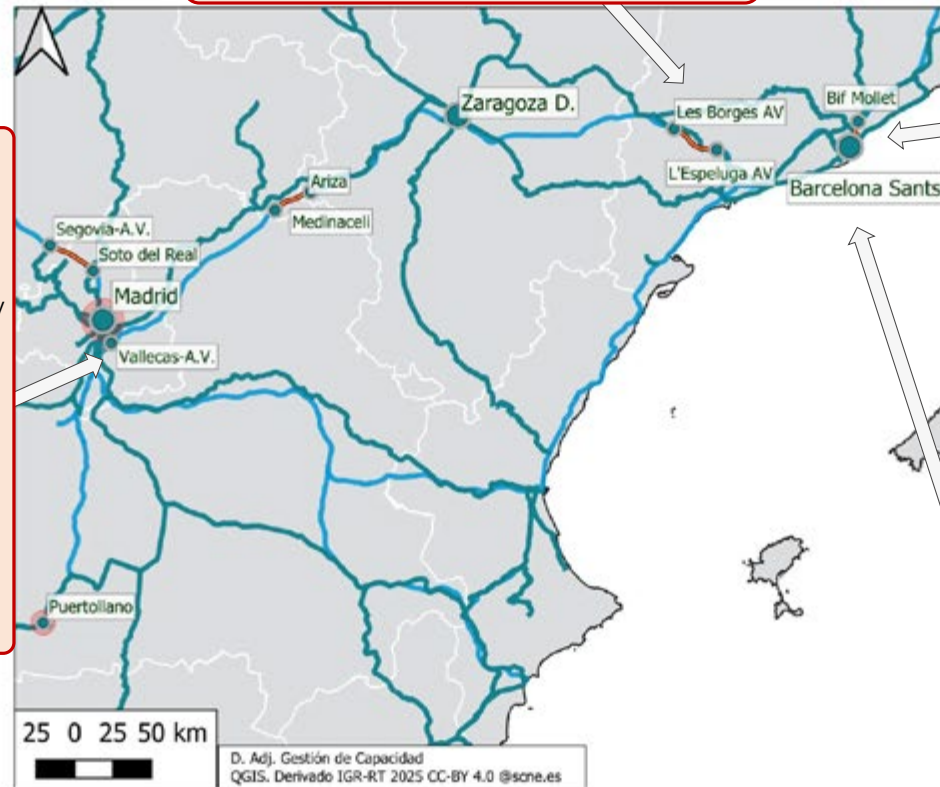 Zaragoza D.
Bif Mollet
Les Borges AV
L'Espeluga AV
Barcelona Sants
Ariza
Medinaceli
Segovia-A.V.
Soto del Real
Madrid
Vallecas-A.V.
Puertollano
25 0 25 50 km
D. Adj. Gestión de Capacidad
QGIS. Derivado IGR-RT 2025 CC-BY 4.0 @scne.es